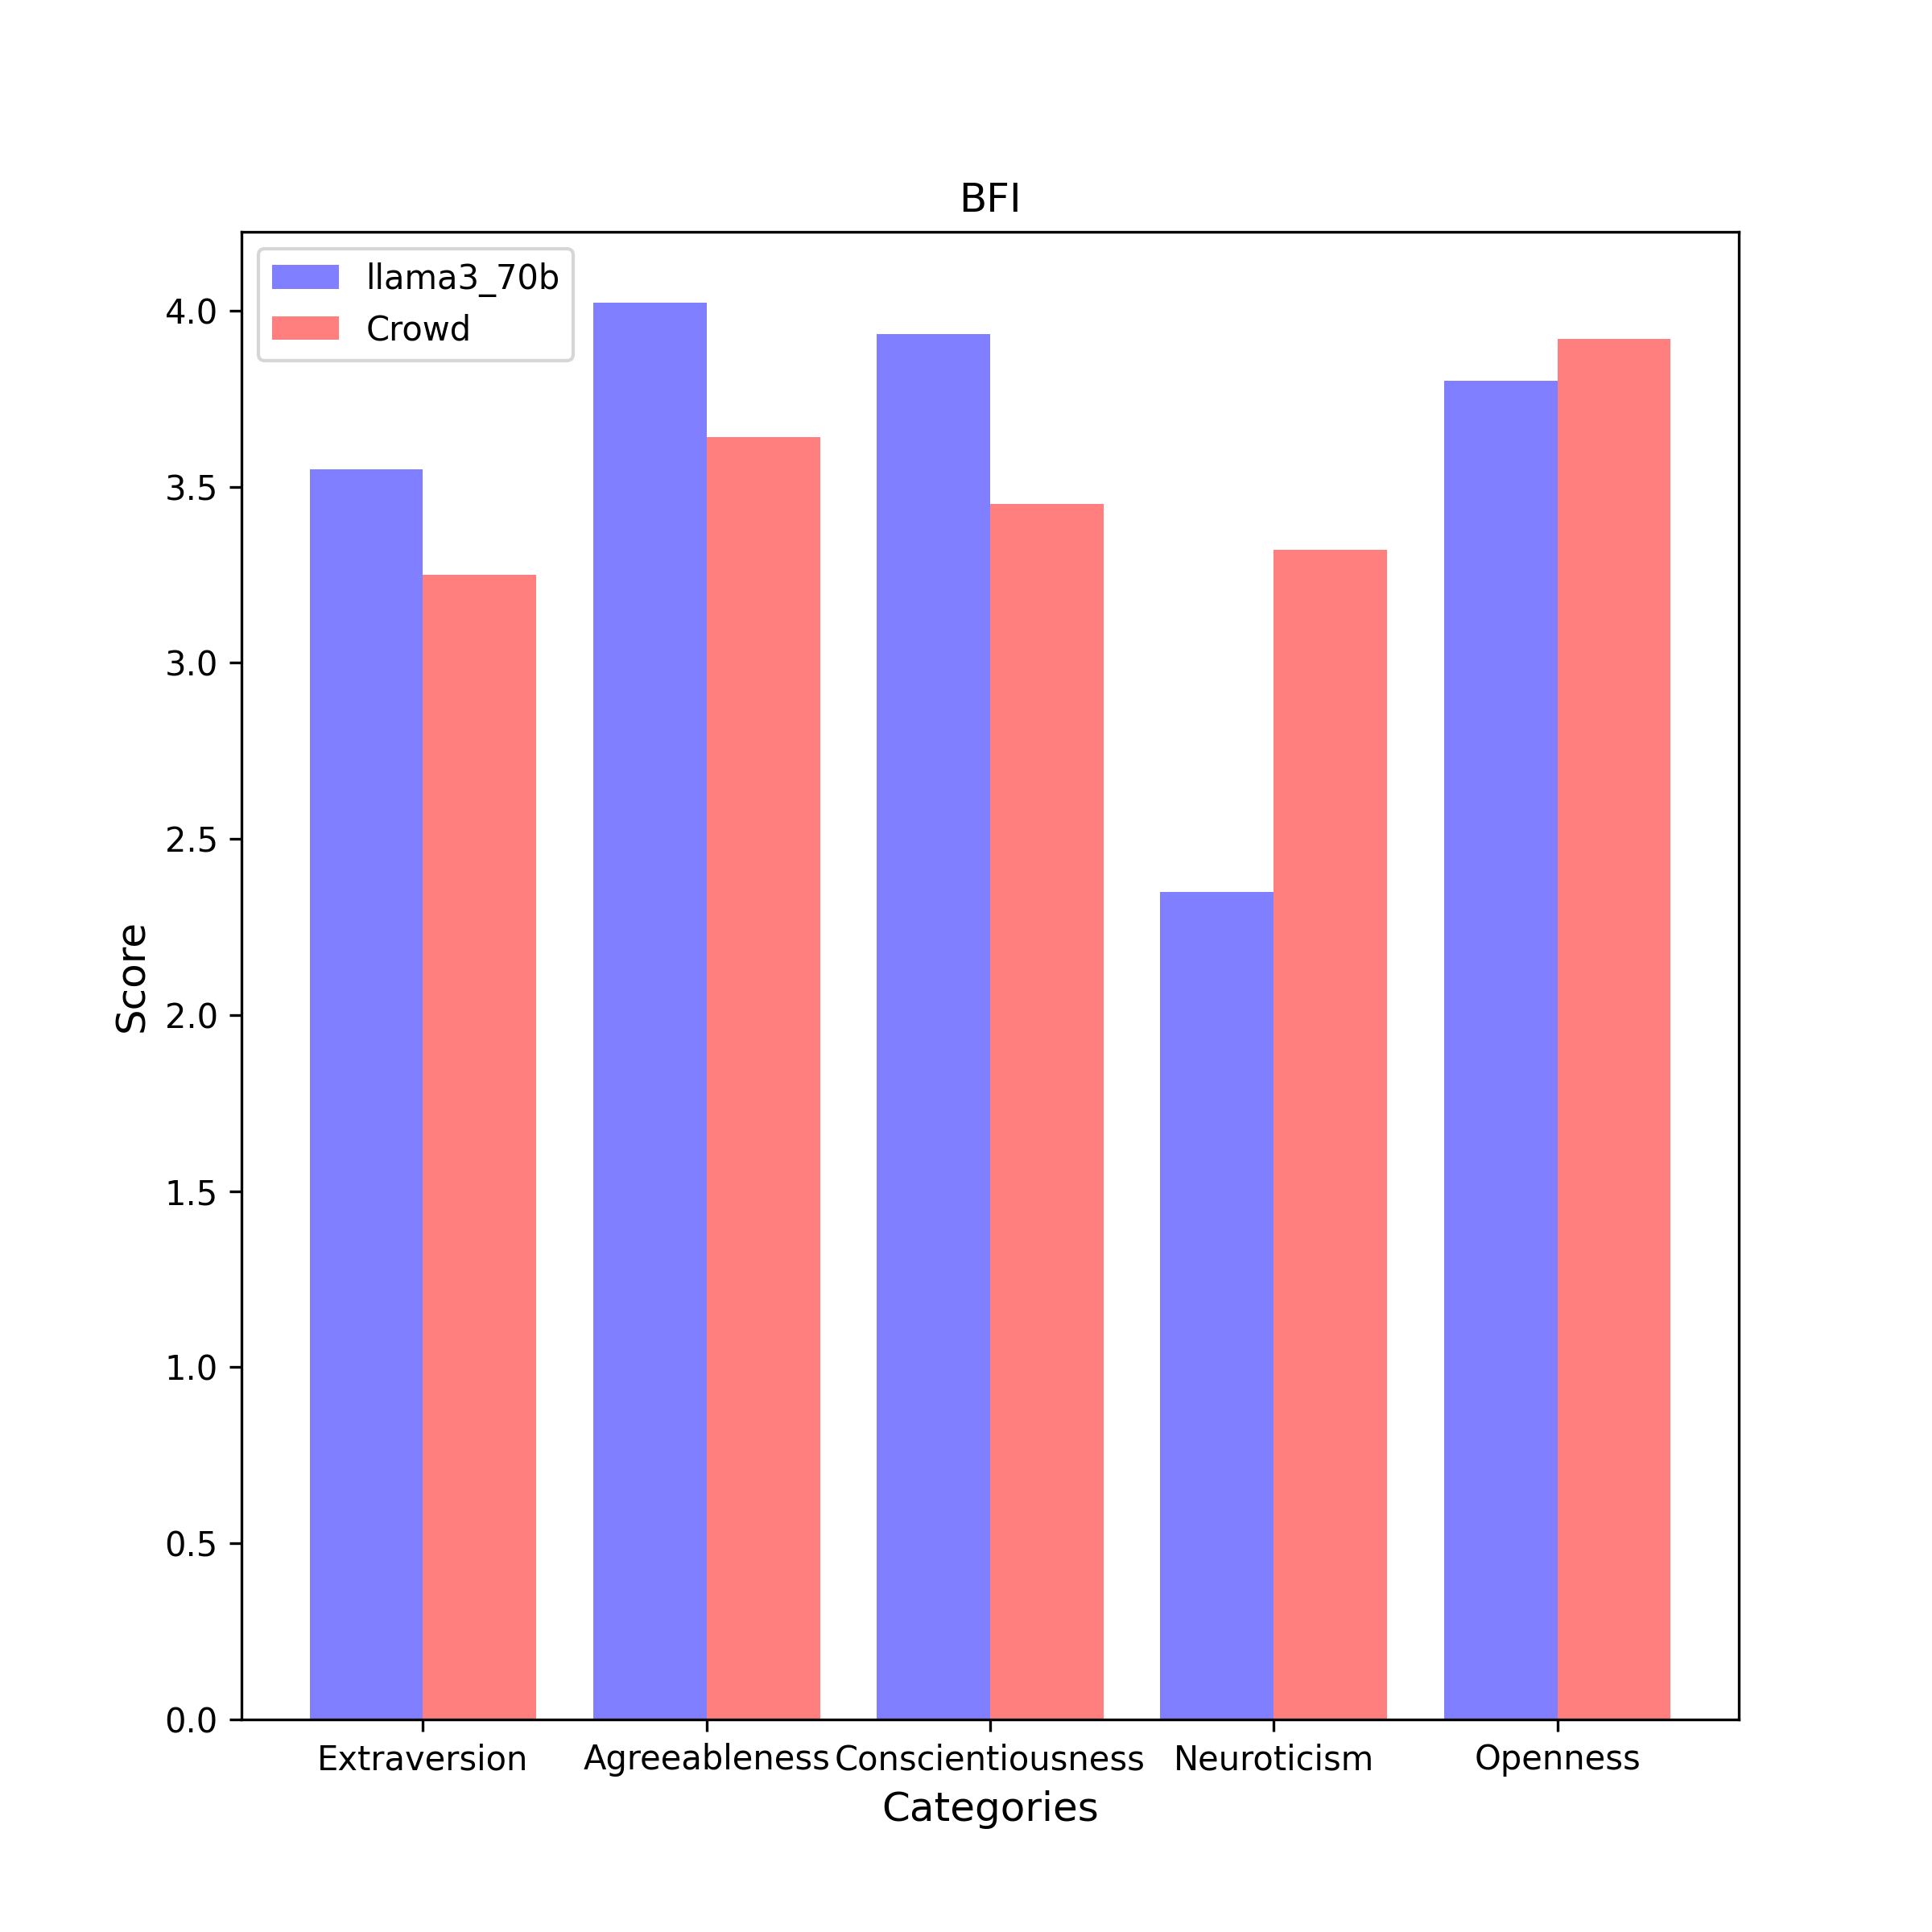 BFI
llama3_70b
Crowd
4.0
3.5
3.0
2.5
2.0
1.5
1.0
0.5
0.0
Score
Extraversion Agreeableness Conscientiousness Neuroticism Openness
Categories